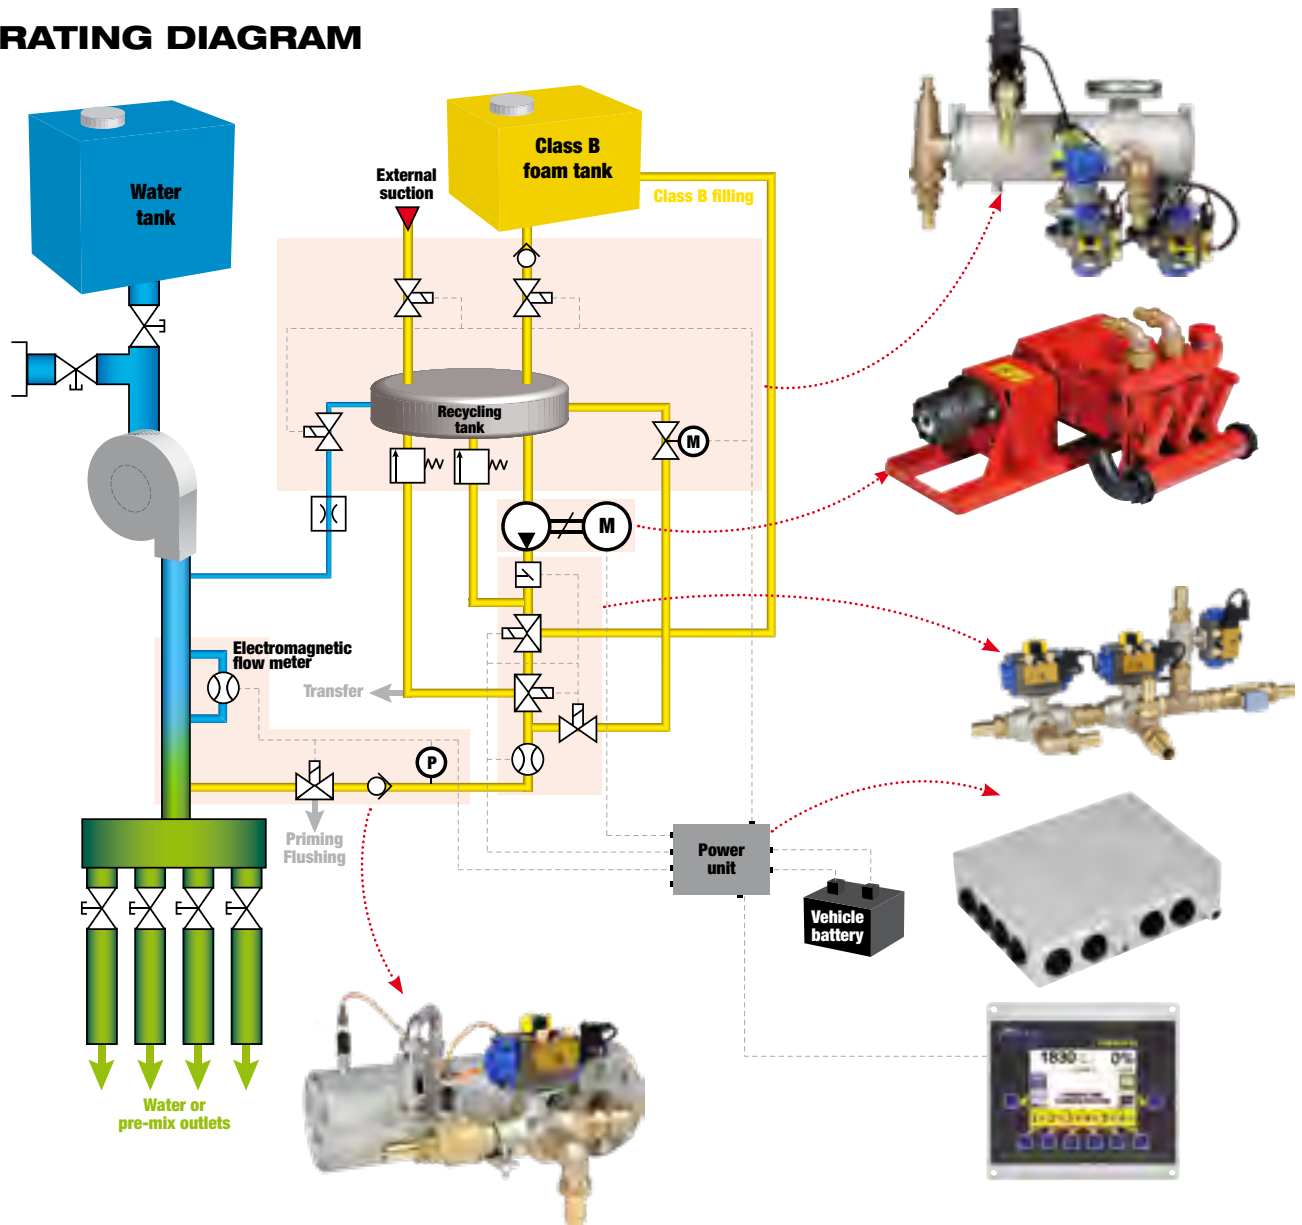 RATING DIAGRAM
Water
tank
External
suction
Class B
foam tank
Class B filling
Recycling
tank
M
M
Electromagnetic
flow meter
Transfer
P
Priming
Flushing
Power
unit
Vehicle
battery
Water or
pre-mix outlets
1830
0%